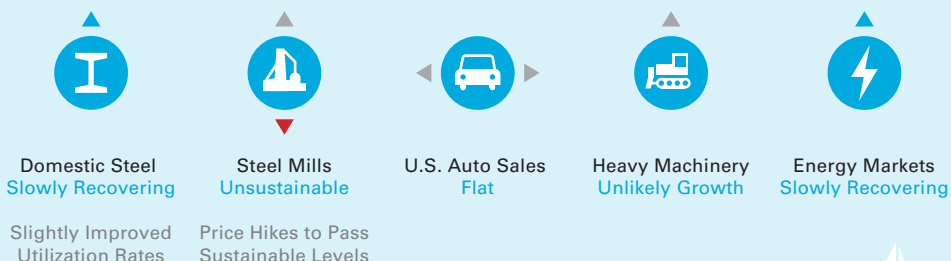 Domestic Steel
Slowly Recovering
Slightly Improved
Utilization Rates
Steel Mills
Unsustainable
Price Hikes to Pass
Sustainable Levels
U.S. Auto Sales
Flat
Heavy Machinery
Unlikely Growth
Energy Markets
Slowly Recovering